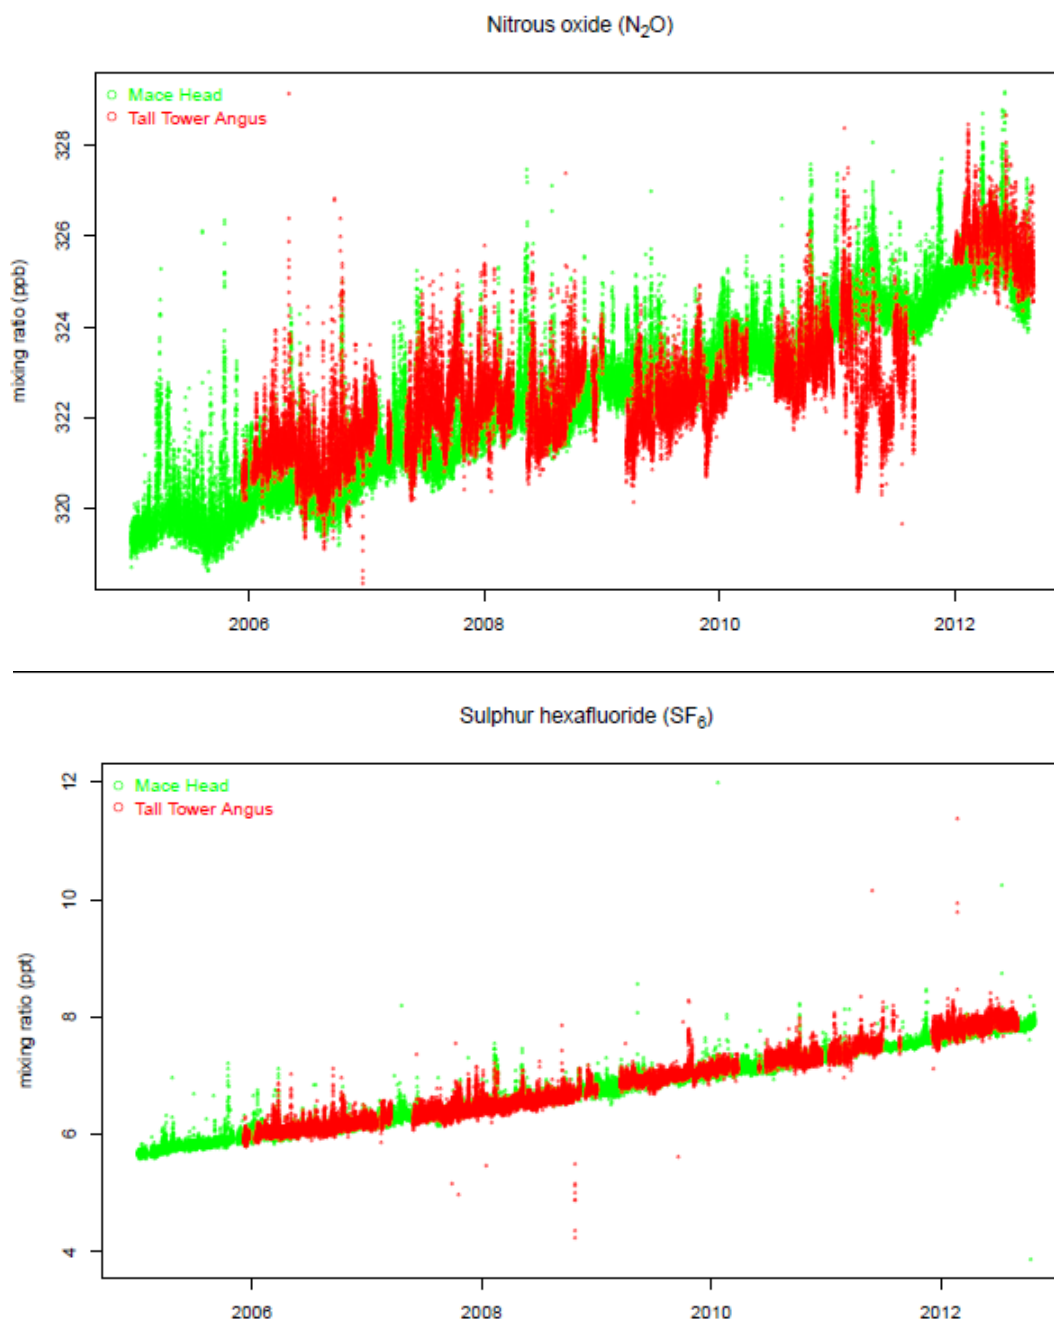 Nitrous oxide (N₂O)
Mace Head
Tall Tower Angus
mixing ratio (ppb)
328
326
324
322
320
2006 2008 2010 2012
Sulphur hexafluoride (SF₆)
Mace Head
Tall Tower Angus
mixing ratio (ppt)
12
10
8
6
4
2006 2008 2010 2012